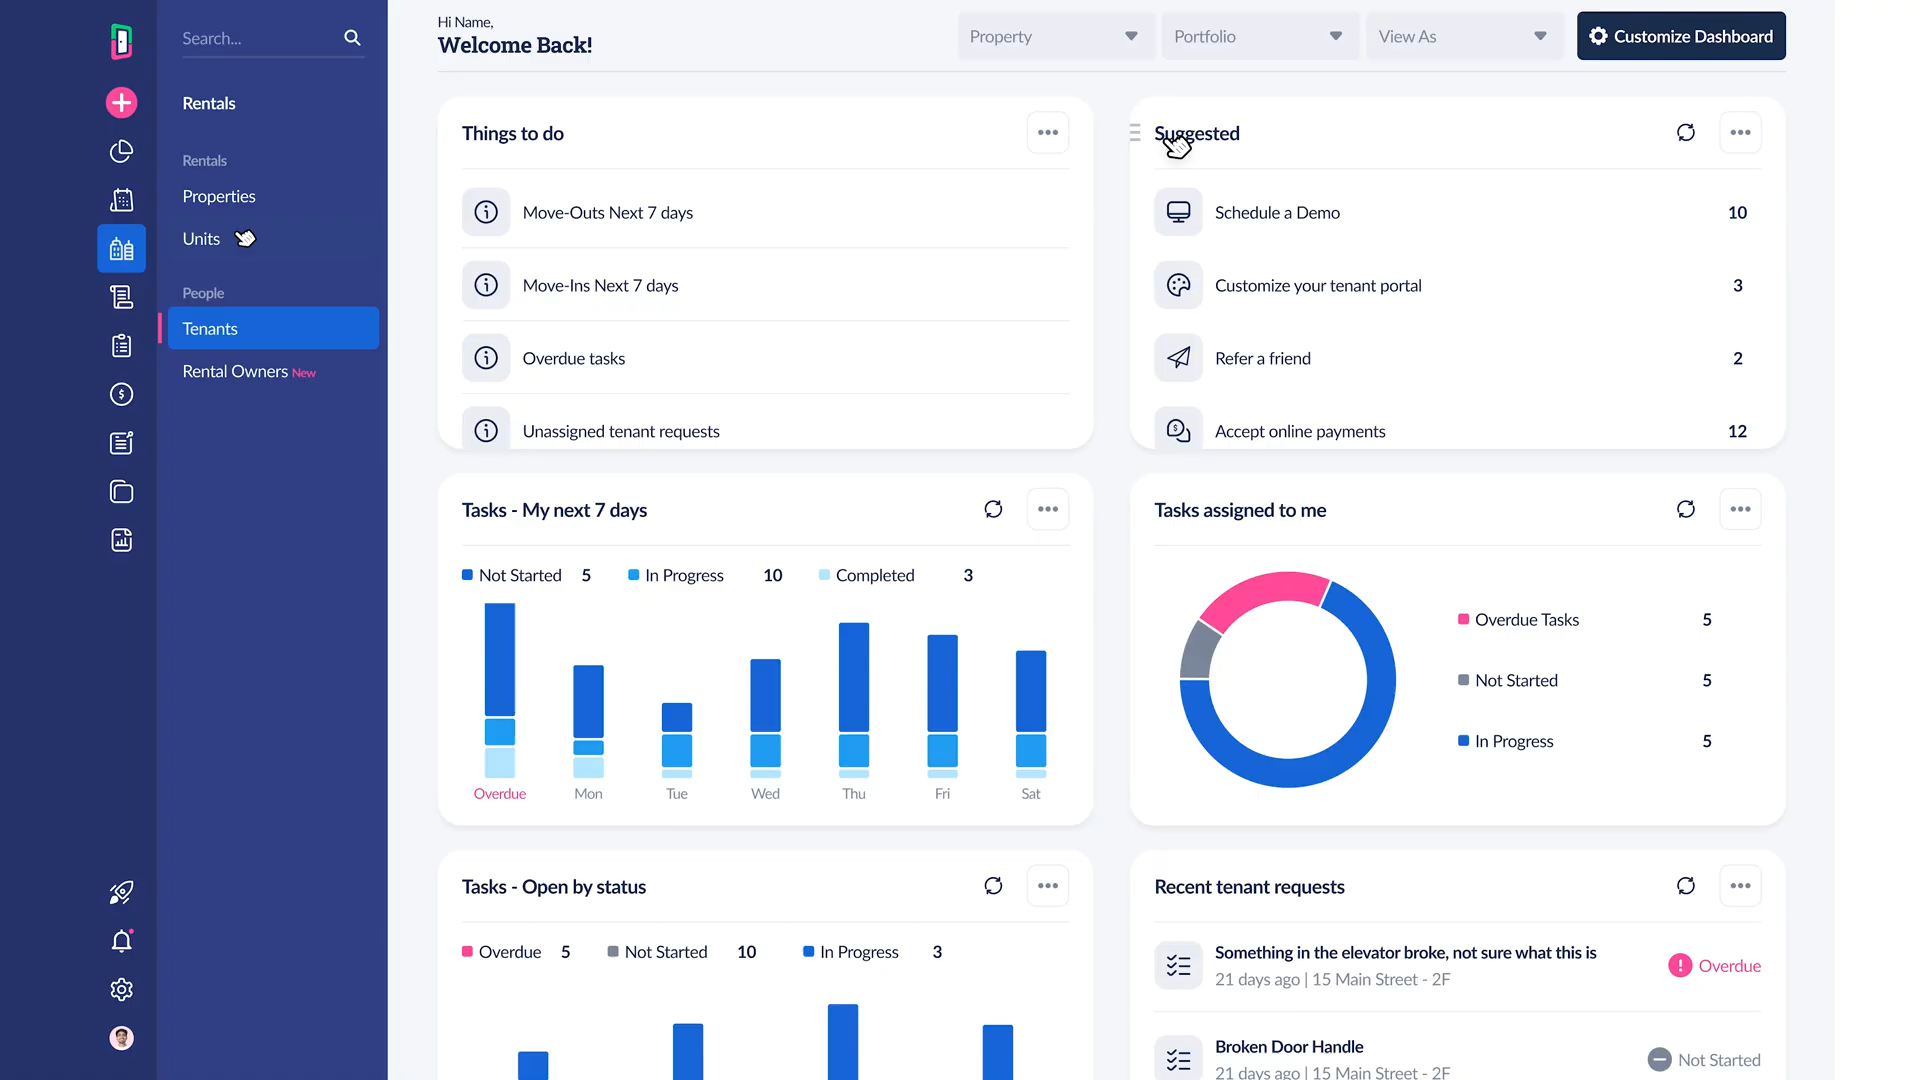 Search...
Rentals
Rentals
Properties
Units
People
Tenants
Rental Owners New
Hi Name,
Welcome Back!
Property
Portfolio
View As
Customize Dashboard
Things to do
Move-Outs Next 7 days
Move-Ins Next 7 days
Overdue tasks
Unassigned tenant requests
Suggested
Schedule a Demo 10
Customize your tenant portal 3
Refer a friend 2
Accept online payments 12
Tasks - My next 7 days
Not Started 5 In Progress 10 Completed 3
Overdue Mon Tue Wed Thu Fri Sat
Tasks assigned to me
Overdue Tasks 5
Not Started 5
In Progress 5
Tasks - Open by status
Overdue 5 Not Started 10 In Progress 3
Recent tenant requests
Something in the elevator broke, not sure what this is
21 days ago | 15 Main Street - 2F
Overdue
Broken Door Handle
21 days ago | 15 Main Street - 2F
Not Started